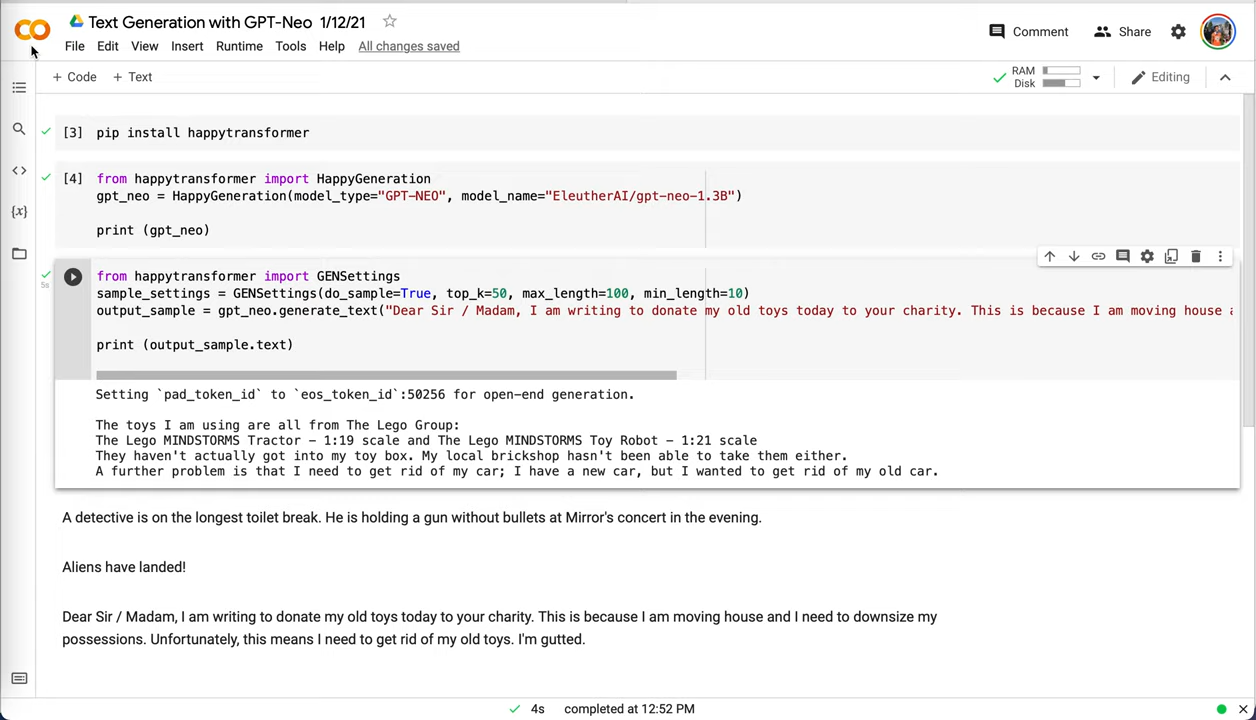 Text Generation with GPT-Neo 1/12/21
File Edit View Insert Runtime Tools Help All changes saved
Comment Share
+ Code + Text
RAM
Disk
Editing
[3] pip install happytransformer
[4] from happytransformer import HappyGeneration
gpt_neo = HappyGeneration(model_type="GPT-NEO", model_name="EleutherAI/gpt-neo-1.3B")
print (gpt_neo)
5s
from happytransformer import GENSettings
sample_settings = GENSettings(do_sample=True, top_k=50, max_length=100, min_length=10)
output_sample = gpt_neo.generate_text("Dear Sir / Madam, I am writing to donate my old toys today to your charity. This is because I am moving house
print (output_sample.text)
Setting `pad_token_id` to `eos_token_id`:50256 for open-end generation.
The toys I am using are all from The Lego Group:
The Lego MINDSTORMS Tractor – 1:19 scale and The Lego MINDSTORMS Toy Robot – 1:21 scale
They haven't actually got into my toy box. My local brickshop hasn't been able to take them either.
A further problem is that I need to get rid of my car; I have a new car, but I wanted to get rid of my old car.
A detective is on the longest toilet break. He is holding a gun without bullets at Mirror's concert in the evening.
Aliens have landed!
Dear Sir / Madam, I am writing to donate my old toys today to your charity. This is because I am moving house and I need to downsize my
possessions. Unfortunately, this means I need to get rid of my old toys. I'm gutted.
4s completed at 12:52 PM